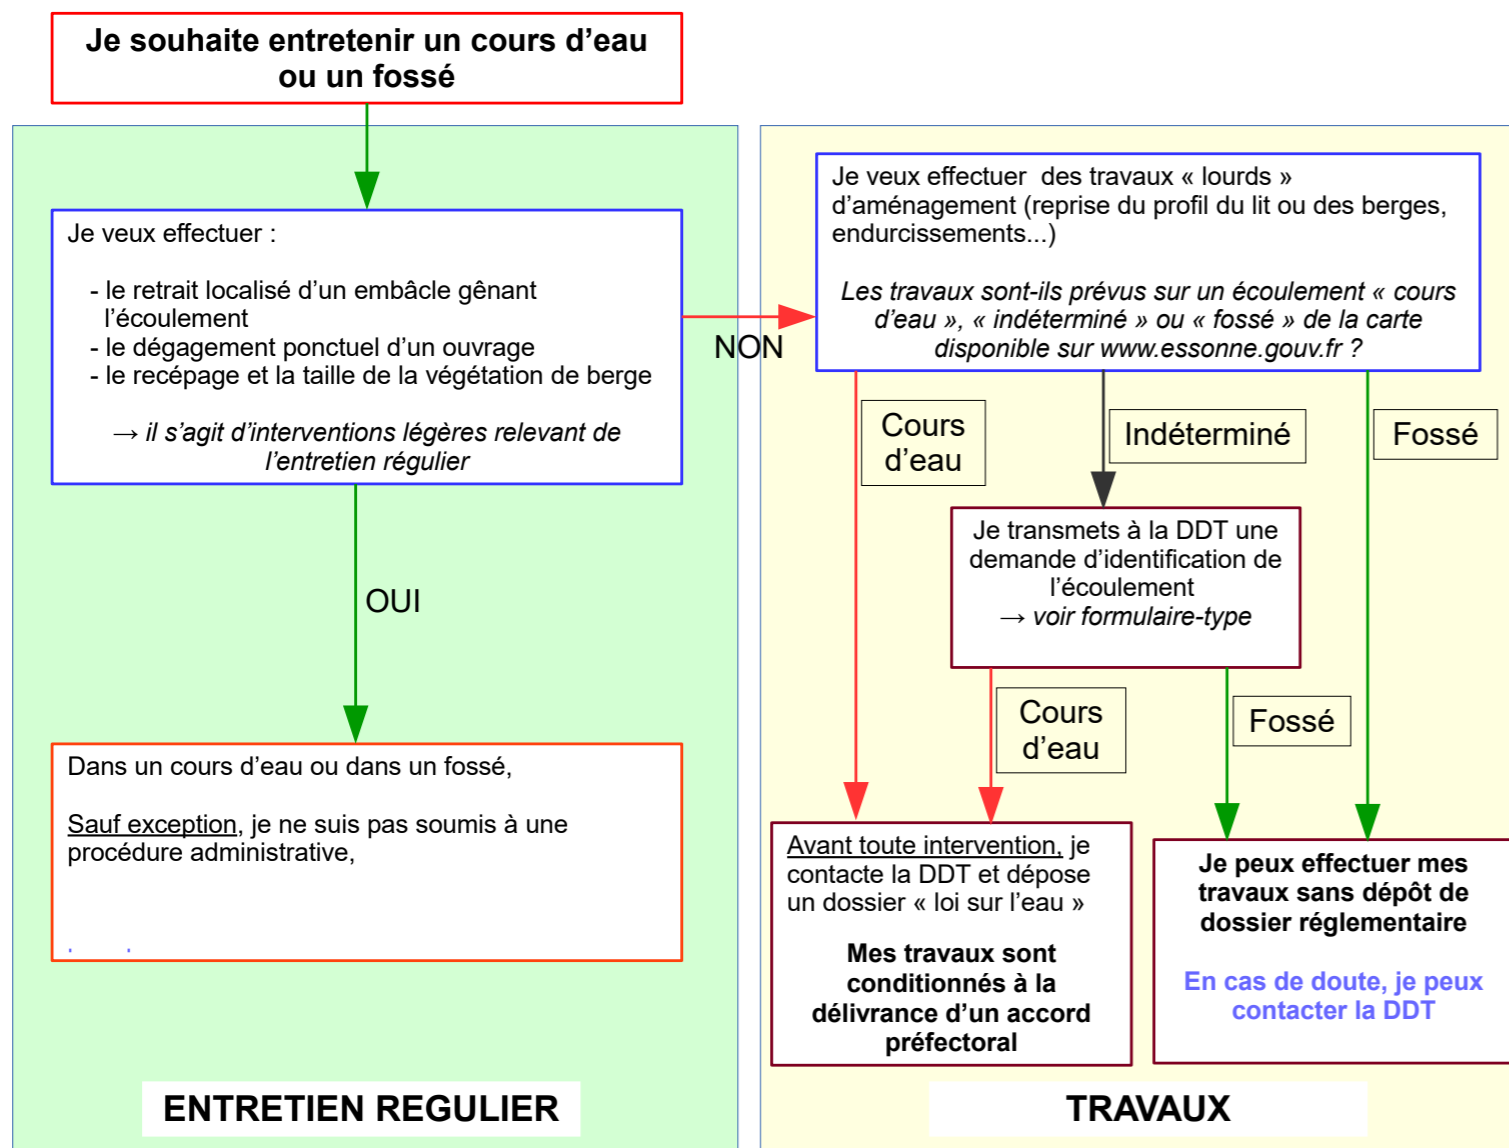 Je souhaite entretenir un cours d’eau
ou un fossé
Je veux effectuer :
- le retrait localisé d’un embâcle gênant
l’écoulement
- le dégagement ponctuel d’un ouvrage
- le recépage et la taille de la végétation de berge
→ il s’agit d’interventions légères relevant de
l’entretien régulier
NON
OUI
Dans un cours d’eau ou dans un fossé,
Sauf exception, je ne suis pas soumis à une
procédure administrative,
ENTRETIEN REGULIER
Je veux effectuer  des travaux « lourds »
d’aménagement (reprise du profil du lit ou des berges,
endurcissements...)
Les travaux sont-ils prévus sur un écoulement « cours
d’eau », « indéterminé » ou « fossé » de la carte
disponible sur www.essonne.gouv.fr ?
Cours
d’eau
Indéterminé
Fossé
Je transmets à la DDT une
demande d’identification de
l’écoulement
→ voir formulaire-type
Cours
d’eau
Fossé
Avant toute intervention, je
contacte la DDT et dépose
un dossier « loi sur l’eau »
Mes travaux sont
conditionnés à la
délivrance d’un accord
préfectoral
Je peux effectuer mes
travaux sans dépôt de
dossier réglementaire
En cas de doute, je peux
contacter la DDT
TRAVAUX